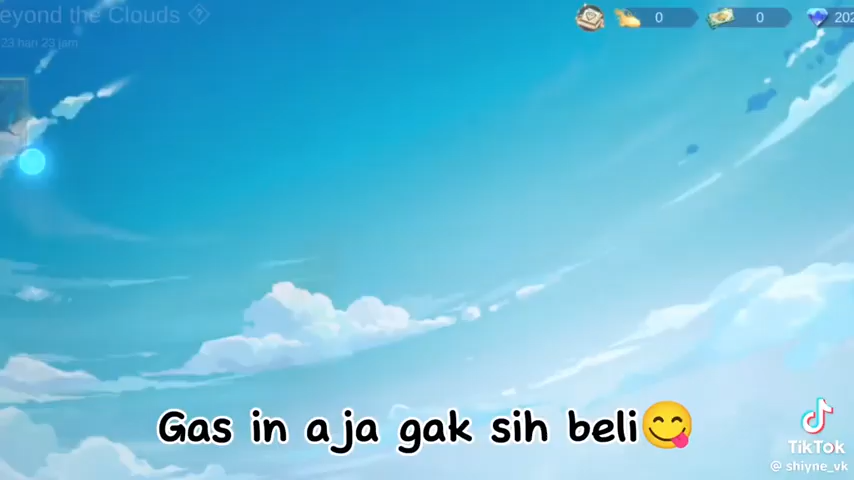 eyond the Clouds
23 hari 23 jam
0
0
202
Gas in aja gak sih beli😋
TikTok
@ shiyne_vk